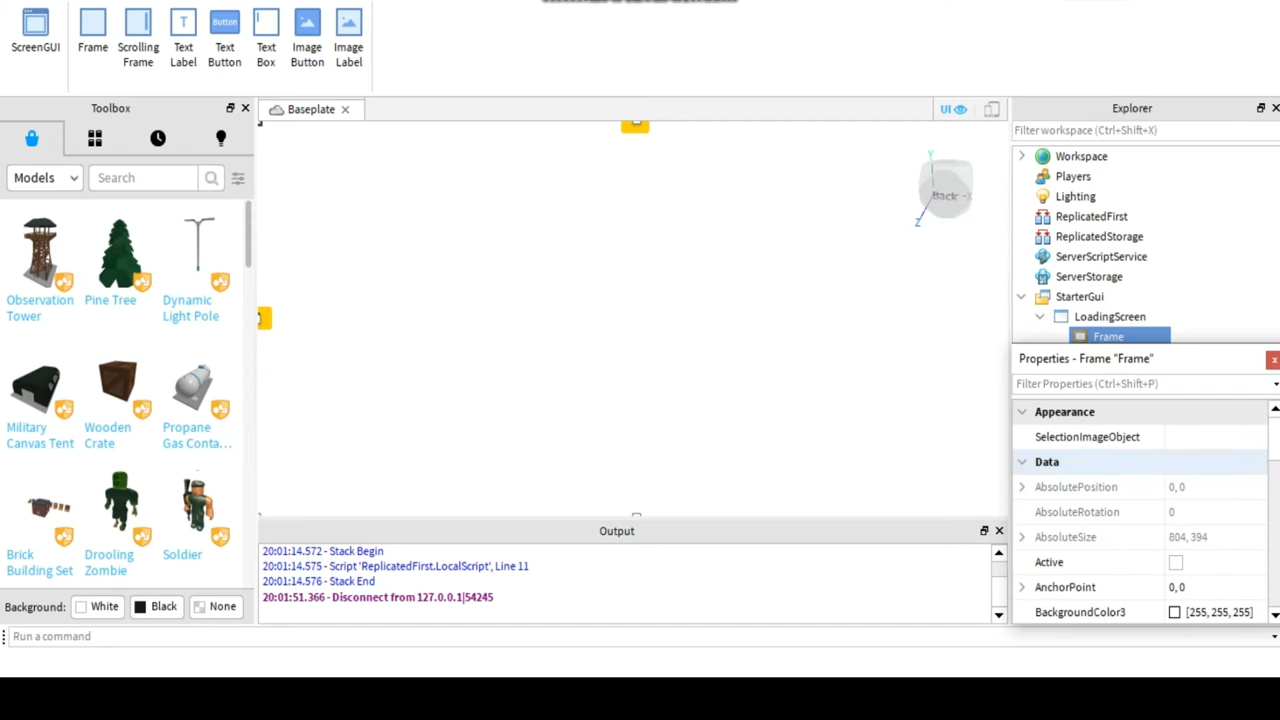 ScreenGUI
Frame
Scrolling
Frame
Text
Label
Button
Text
Button
Text
Box
Image
Button
Image
Label
Toolbox
Baseplate
UI
Explorer
Filter workspace (Ctrl+Shift+X)
Models
Search
Y
Back
-X
Z
Workspace
Players
Lighting
ReplicatedFirst
ReplicatedStorage
ServerScriptService
ServerStorage
StarterGui
LoadingScreen
Frame
Observation
Tower
Pine Tree
Dynamic
Light Pole
Military
Canvas Tent
Wooden
Crate
Propane
Gas Conta...
Brick
Building Set
Drooling
Zombie
Soldier
Background:
White
Black
None
Properties - Frame "Frame"
Filter Properties (Ctrl+Shift+P)
Appearance
SelectionImageObject
Data
AbsolutePosition 0, 0
AbsoluteRotation 0
AbsoluteSize 804, 394
Active
AnchorPoint 0, 0
BackgroundColor3 [255, 255, 255]
Output
20:01:14.572 - Stack Begin
20:01:14.575 - Script 'ReplicatedFirst.LocalScript', Line 11
20:01:14.576 - Stack End
20:01:51.366 - Disconnect from 127.0.0.1|54245
Run a command